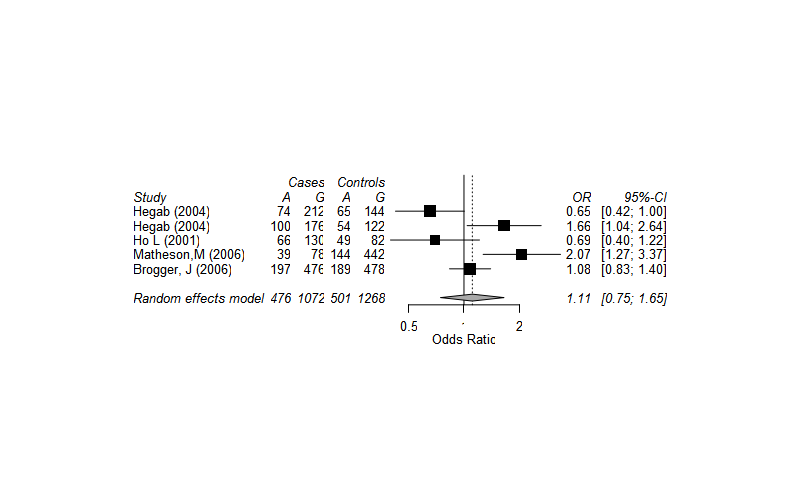 Cases Controls
Study A G A G OR 95%-CI
Hegab (2004) 74 212 65 144 0.65 [0.42; 1.00]
Hegab (2004) 100 176 54 122 1.66 [1.04; 2.64]
Ho L (2001) 66 130 49 82 0.69 [0.40; 1.22]
Matheson,M (2006) 39 78 144 442 2.07 [1.27; 3.37]
Brogger, J (2006) 197 476 189 478 1.08 [0.83; 1.40]
Random effects model 476 1072 501 1268 1.11 [0.75; 1.65]
0.5 1 2
Odds Ratio